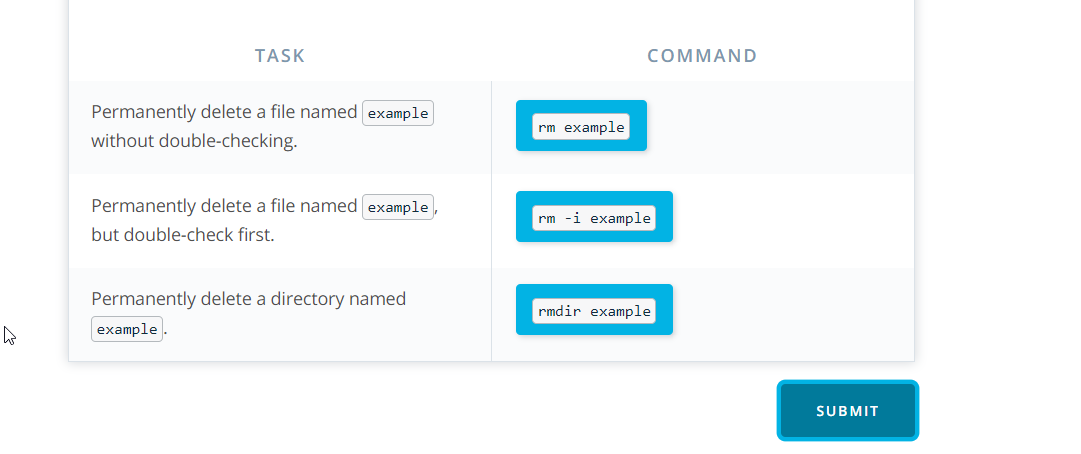 TASK COMMAND
Permanently delete a file named example
without double-checking.
rm example
Permanently delete a file named example,
but double-check first.
rm -i example
Permanently delete a directory named
example.
rmdir example
SUBMIT